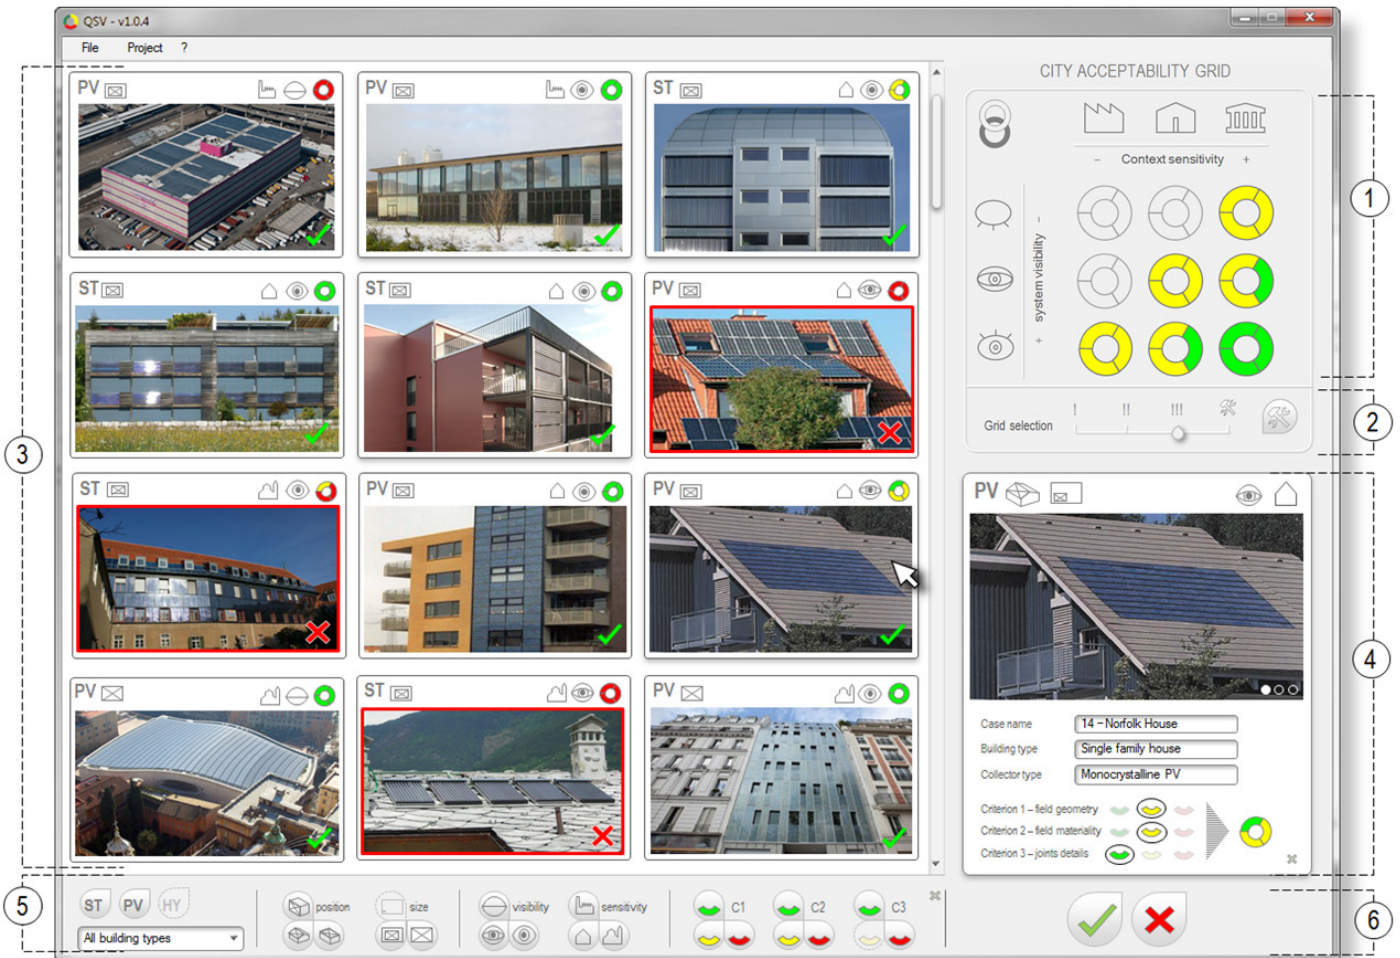 QSV - v1.0.4
File Project ?
CITY ACCEPTABILITY GRID
- Context sensitivity +
+ system visibility -
Grid selection
! !! !!! 
1
2
3
4
5
6
PV
PV
ST
ST
ST
PV
ST
PV
PV
PV
ST
PV
PV
Case name 14 – Norfolk House
Building type Single family house
Collector type Monocrystalline PV
Criterion 1 – field geometry
Criterion 2 – field materiality
Criterion 3 – joints details
ST PV HY
All building types
position
size
visibility
sensitivity
C1
C2
C3